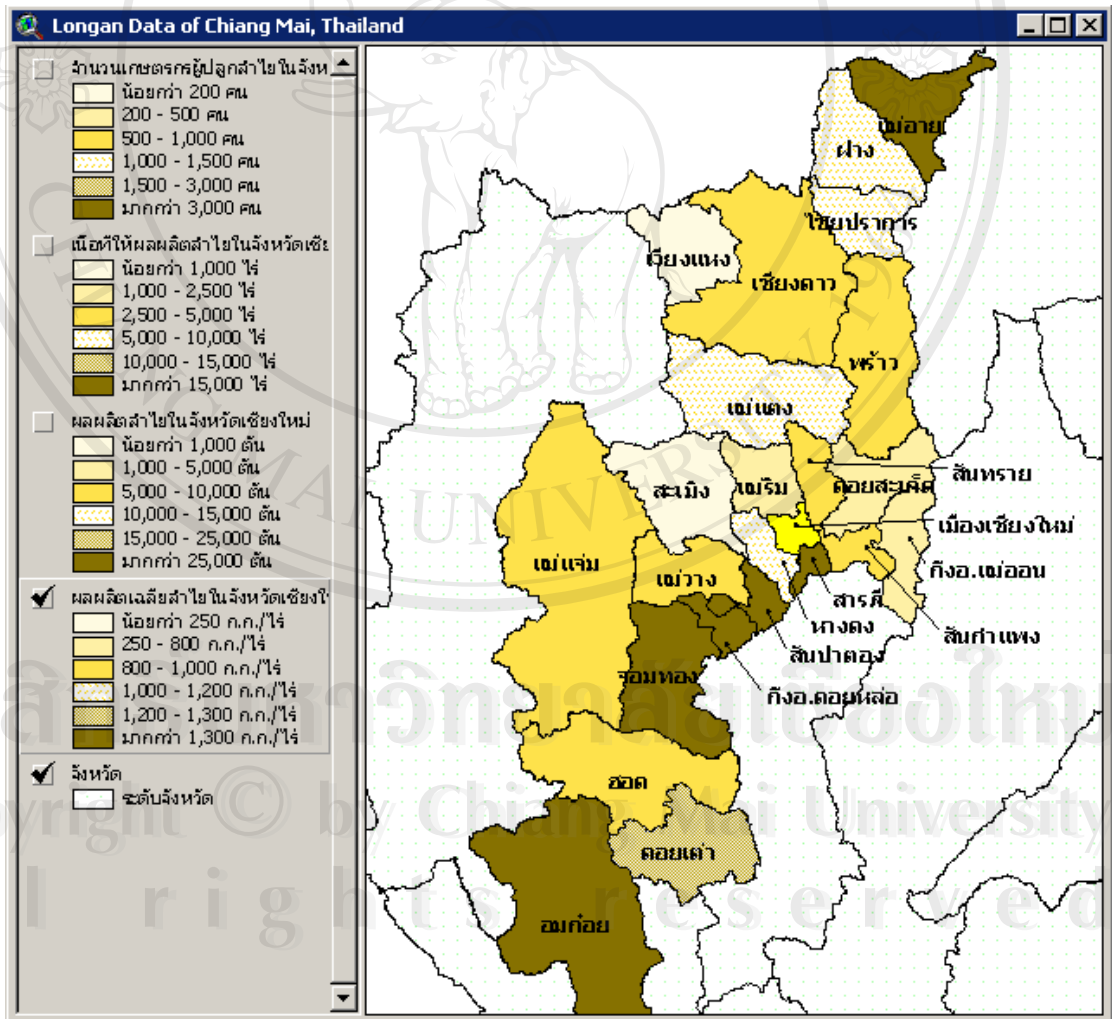 Longan Data of Chiang Mai, Thailand
จำนวนเกษตรกรผู้ปลูกลำไยในจังห
น้อยกว่า 200 คน
200 - 500 คน
500 - 1,000 คน
1,000 - 1,500 คน
1,500 - 3,000 คน
มากกว่า 3,000 คน
เนื้อที่ให้ผลผลิตลำไยในจังหวัดเชีย
น้อยกว่า 1,000 ไร่
1,000 - 2,500 ไร่
2,500 - 5,000 ไร่
5,000 - 10,000 ไร่
10,000 - 15,000 ไร่
มากกว่า 15,000 ไร่
ผลผลิตลำไยในจังหวัดเชียงใหม่
น้อยกว่า 1,000 ตัน
1,000 - 5,000 ตัน
5,000 - 10,000 ตัน
10,000 - 15,000 ตัน
15,000 - 25,000 ตัน
มากกว่า 25,000 ตัน
ผลผลิตเฉลี่ยลำไยในจังหวัดเชียงใ
น้อยกว่า 250 ก.ก./ไร่
250 - 800 ก.ก./ไร่
800 - 1,000 ก.ก./ไร่
1,000 - 1,200 ก.ก./ไร่
1,200 - 1,300 ก.ก./ไร่
มากกว่า 1,300 ก.ก./ไร่
จังหวัด
ระดับจังหวัด
แม่อาย
ฝาง
ไชยปราการ
เวียงแหง
เชียงดาว
พร้าว
แม่แตง
สันทราย
สะเมิง
แม่ริม
ดอยสะเก็ด
เมืองเชียงใหม่
แม่แจ่ม
แม่วาง
กิ่งอ.แม่ออน
สารภี
หางดง
สันกำแพง
สันป่าตอง
จอมทอง
กิ่งอ.ดอยหล่อ
ฮอด
ดอยเต่า
อมก๋อย
CHIANG MAI UNIVERSITY 19
yright © by Chiang Mai University
l rights reserved